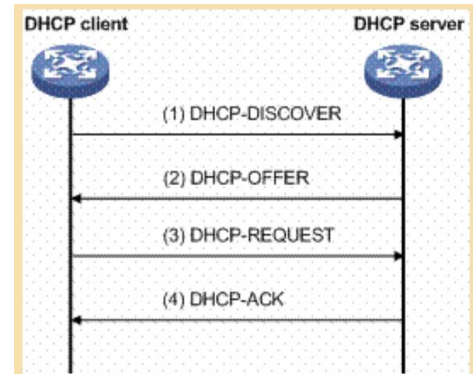 DHCP client
DHCP server
(1) DHCP-DISCOVER
(2) DHCP-OFFER
(3) DHCP-REQUEST
(4) DHCP-ACK